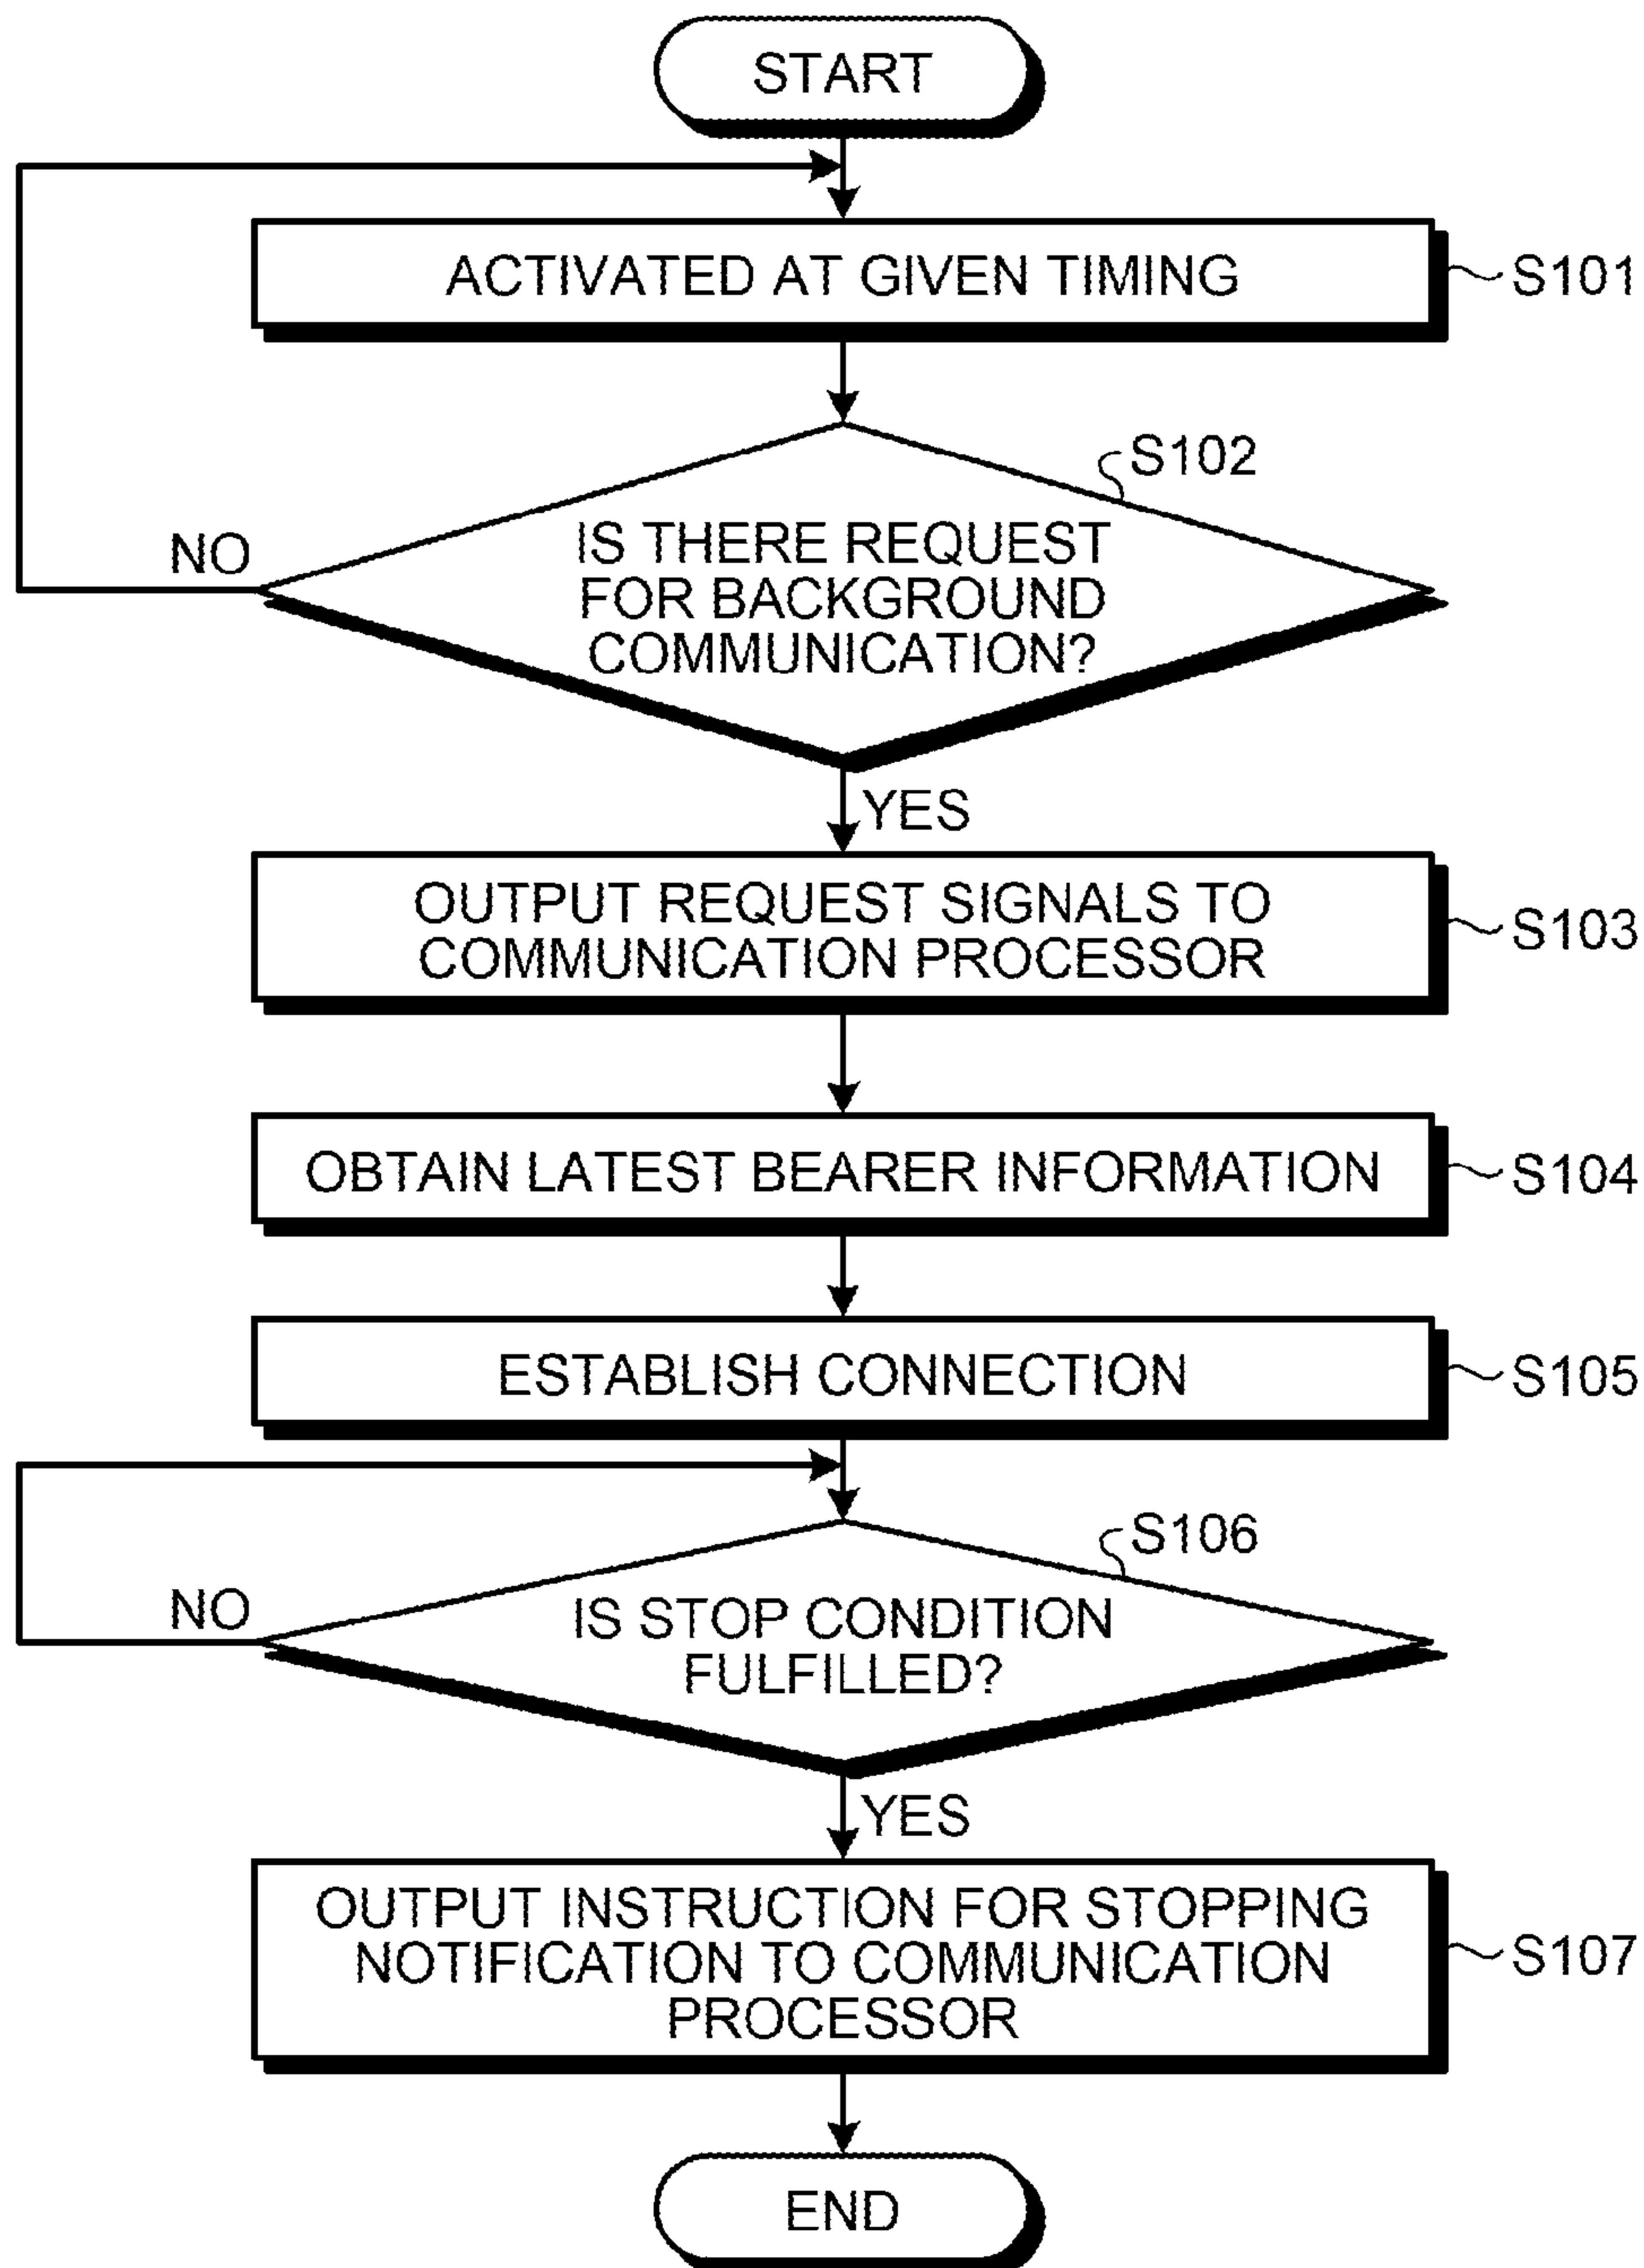 START
ACTIVATED AT GIVEN TIMING
S101
S102
IS THERE REQUEST
FOR BACKGROUND
COMMUNICATION?
NO
YES
OUTPUT REQUEST SIGNALS TO
COMMUNICATION PROCESSOR
S103
OBTAIN LATEST BEARER INFORMATION
S104
ESTABLISH CONNECTION
S105
S106
IS STOP CONDITION
FULFILLED?
NO
YES
OUTPUT INSTRUCTION FOR STOPPING
NOTIFICATION TO COMMUNICATION
PROCESSOR
S107
END